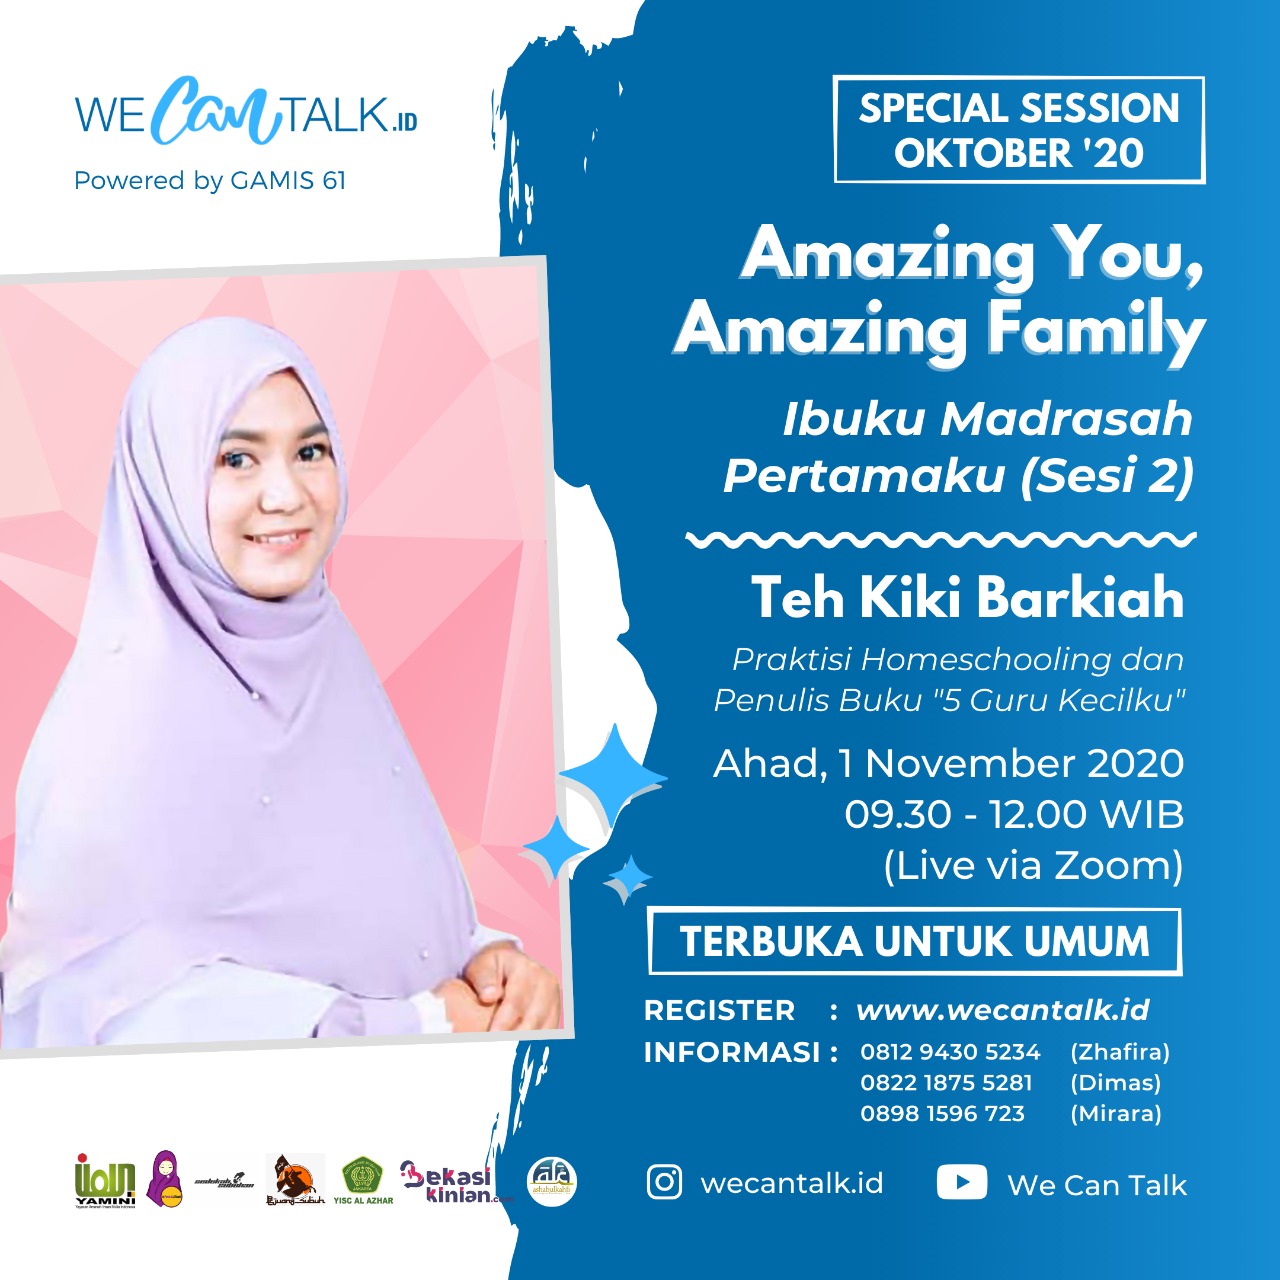 WE Can TALK.ID
Powered by GAMIS 61
SPECIAL SESSION
OKTOBER '20
Amazing You,
Amazing Family
Ibuku Madrasah
Pertamaku (Sesi 2)
Teh Kiki Barkiah
Praktisi Homeschooling dan
Penulis Buku "5 Guru Kecilku"
Ahad, 1 November 2020
09.30 - 12.00 WIB
(Live via Zoom)
TERBUKA UNTUK UMUM
REGISTER : www.wecantalk.id
INFORMASI : 0812 9430 5234 (Zhafira)
0822 1875 5281 (Dimas)
0898 1596 723 (Mirara)
YAMINI
YISC AL AZHAR
Bekasi
kinian.com
wecantalk.id
We Can Talk